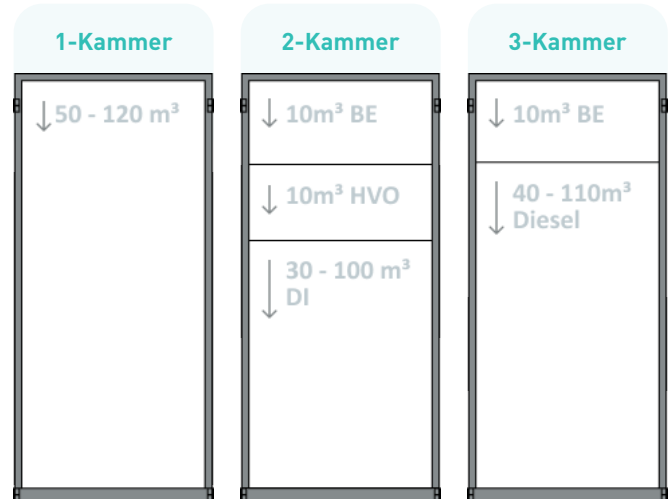 1-Kammer
50 - 120 m³
2-Kammer
10m³ BE
10m³ HVO
30 - 100 m³
DI
3-Kammer
10m³ BE
40 - 110m³
Diesel